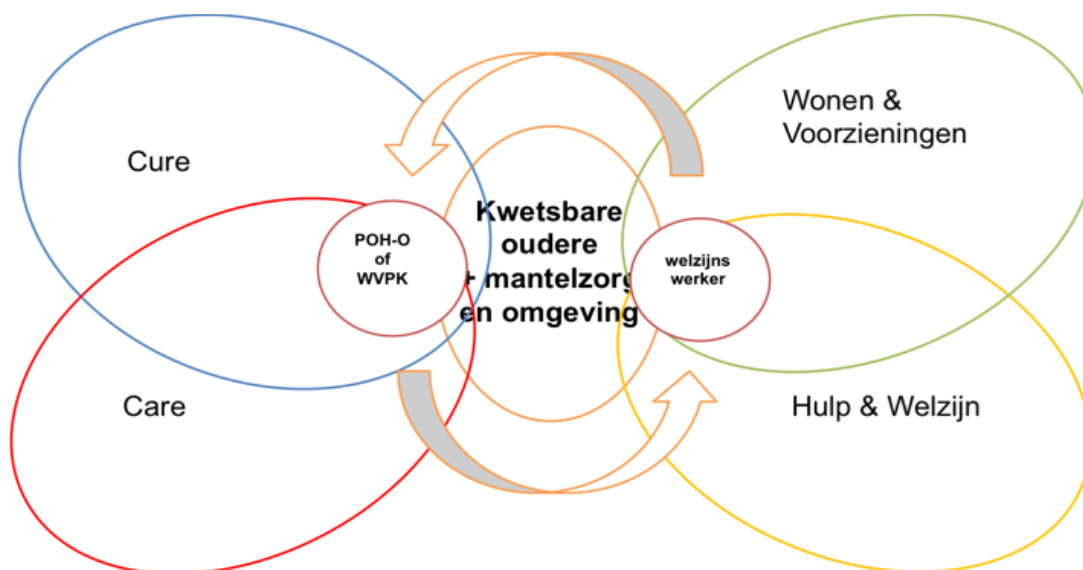 Cure
Care
POH-O
of
WVPK
Kwetsbare
oudere
+ mantelzorg
en omgeving
welzijns
werker
Wonen &
Voorzieningen
Hulp & Welzijn